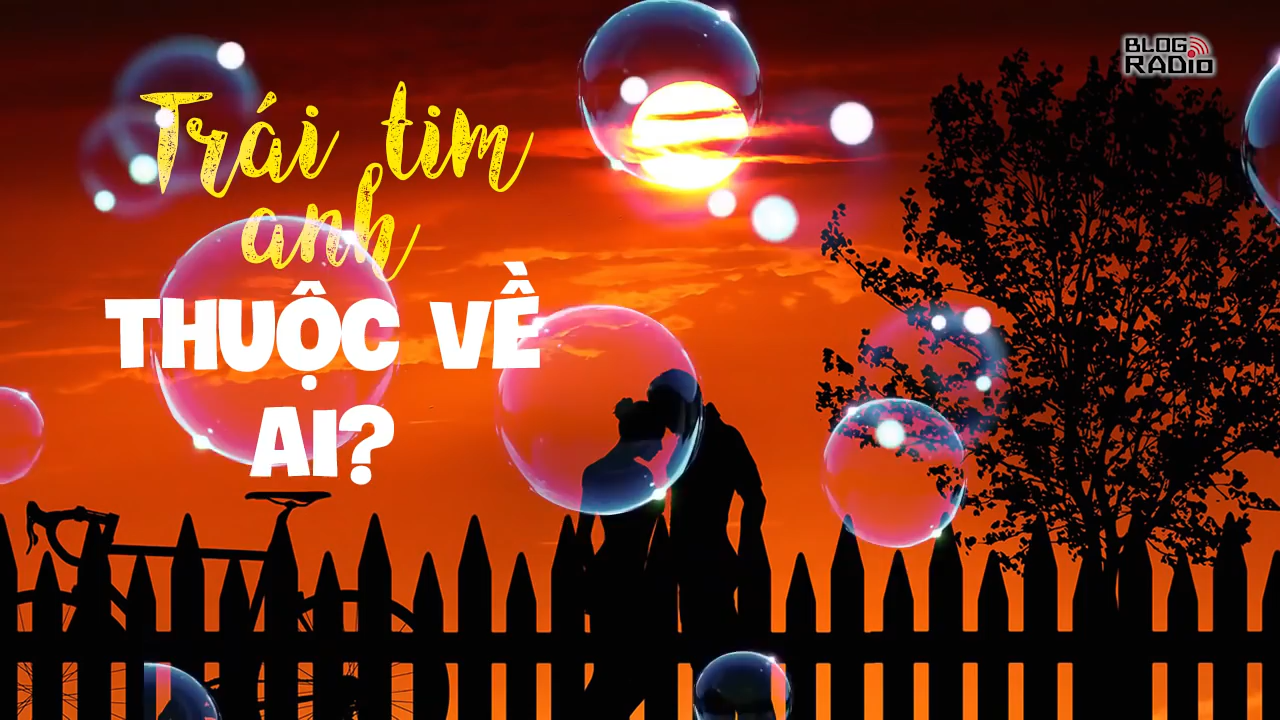 Trái tim
anh
THUỘC VỀ
AI?
BLOG
RADIO